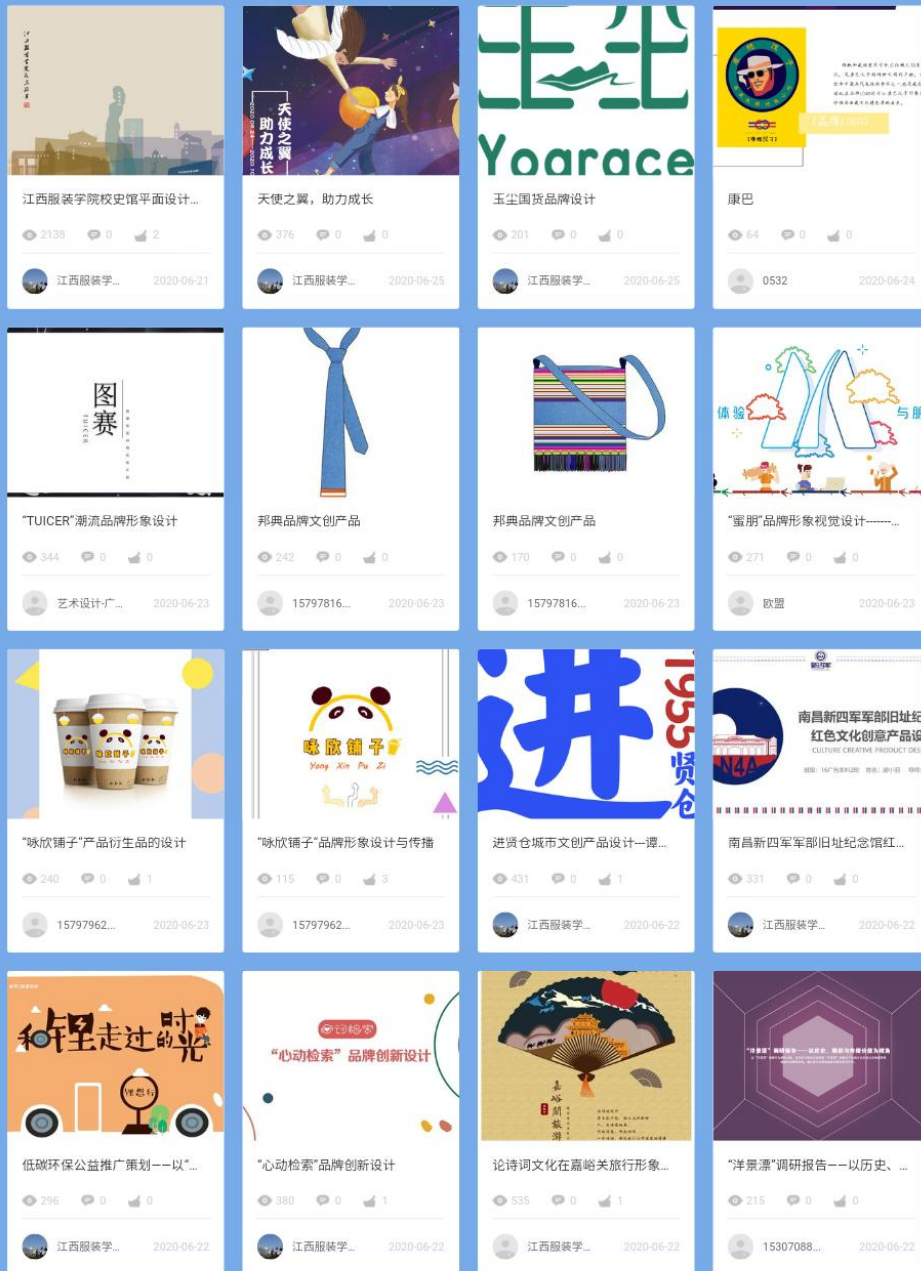 天使之翼
助力成长
玉尘
Yoarace
江西服装学院校史馆平面设计...
2138 0 2
江西服装学... 2020-06-21
天使之翼，助力成长
376 0 0
江西服装学... 2020-06-25
玉尘国货品牌设计
201 0 0
江西服装学... 2020-06-25
康巴
64 0 0
0532 2020-06-24
图赛
TUICER
体验
与朋
“TUICER”潮流品牌形象设计
344 0 0
艺术设计-广... 2020-06-23
邦典品牌文创产品
242 0 0
15797816... 2020-06-23
邦典品牌文创产品
170 0 0
15797816... 2020-06-23
“蜜朋”品牌形象视觉设计-------...
271 0 0
欧盟 2020-06-23
咏欣铺子
Yong Xin Pu Zi
进
1955
贤仓
南昌新四军军部旧址纪
红色文化创意产品设
CULTURE CREATIVE PRODUCT DES
N4A
“咏欣铺子”产品衍生品的设计
240 0 1
15797962... 2020-06-23
“咏欣铺子”品牌形象设计与传播
115 0 3
15797962... 2020-06-23
进贤仓城市文创产品设计---谭...
431 0 1
江西服装学... 2020-06-22
南昌新四军军部旧址纪念馆红...
331 0 0
江西服装学... 2020-06-22
和铃里走过的时光
“心动检索”品牌创新设计
嘉峪關旅游
“洋景漂”调研报告——以历史、
低碳环保公益推广策划——以“...
296 0 0
江西服装学... 2020-06-22
“心动检索”品牌创新设计
380 0 1
江西服装学... 2020-06-22
论诗词文化在嘉峪关旅行形象...
535 0 1
江西服装学... 2020-06-22
“洋景漂”调研报告——以历史、...
215 0 0
15307088... 2020-06-22